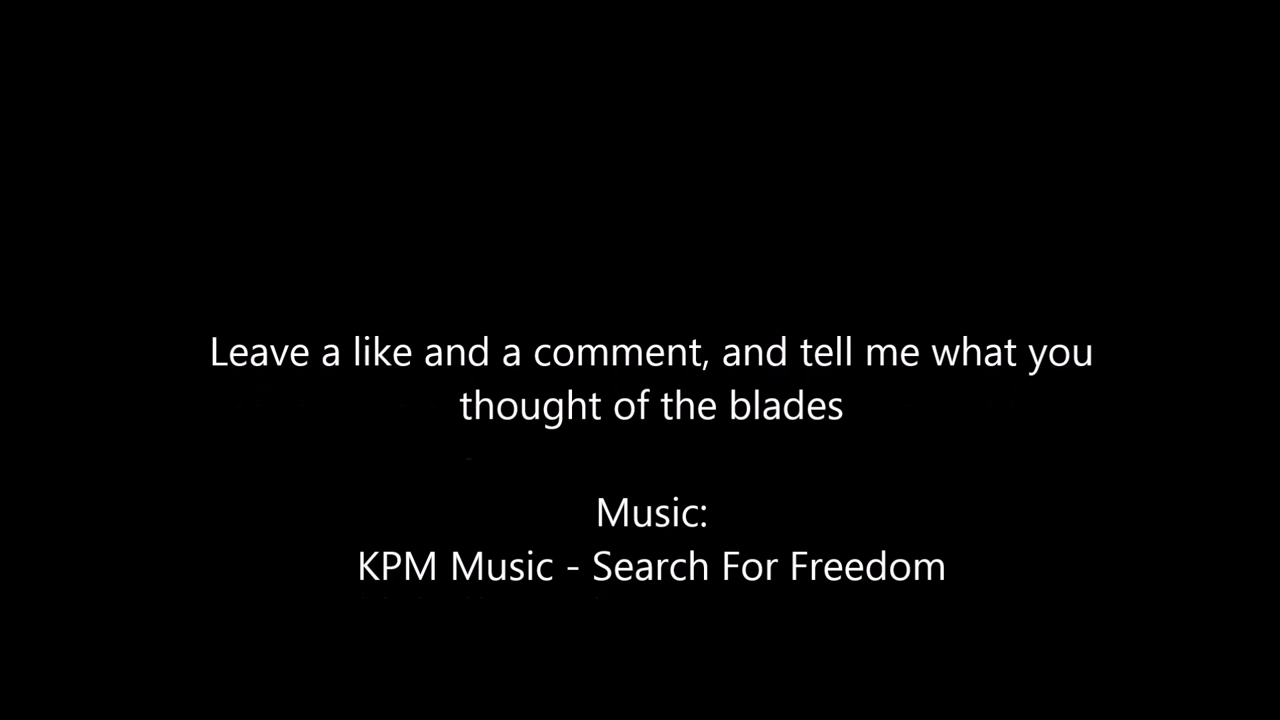 Leave a like and a comment, and tell me what you
thought of the blades
Music:
KPM Music - Search For Freedom